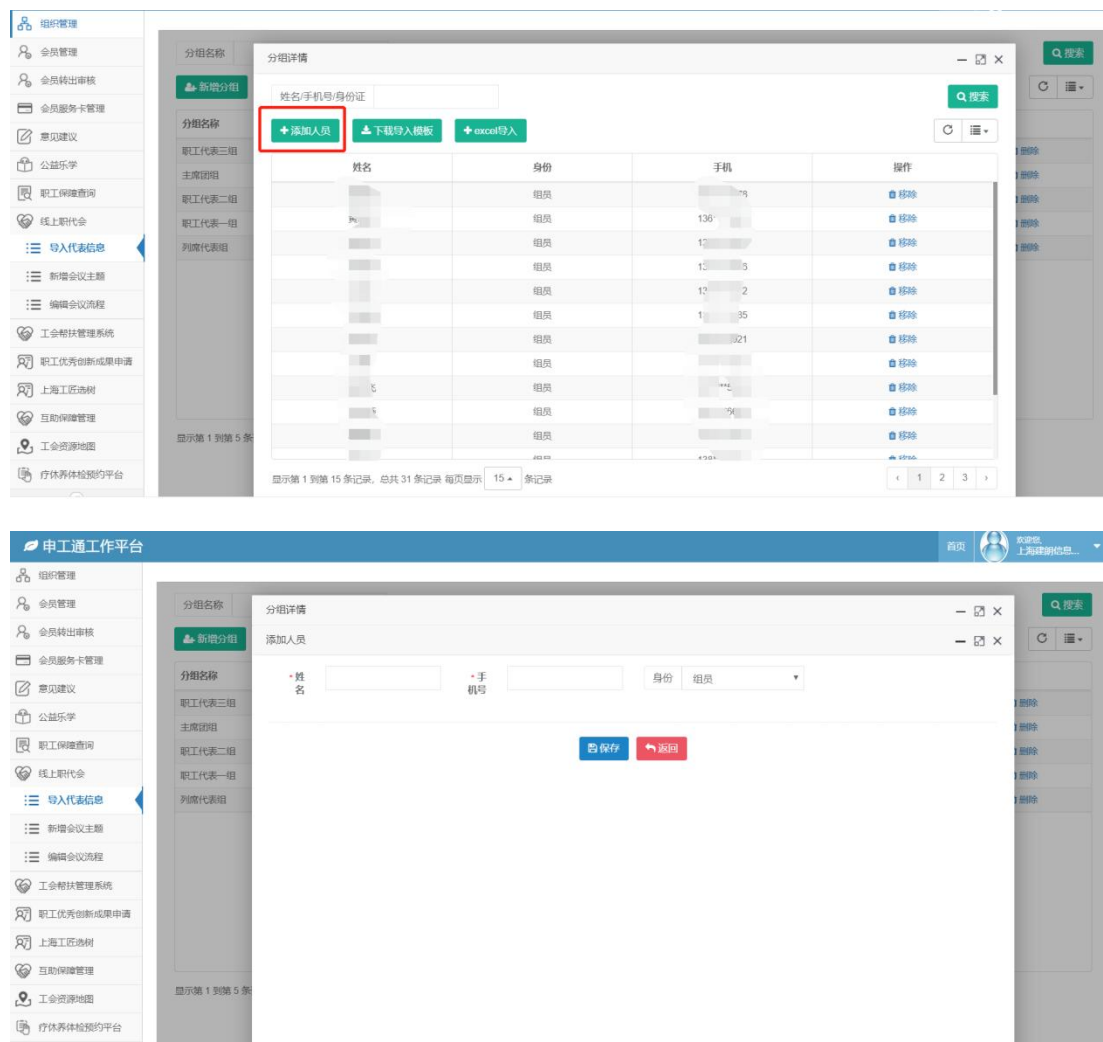 组织管理
会员管理
会员转出审核
会员服务卡管理
意见建议
公益乐学
职工保障查询
线上职代会
导入代表信息
新增会议主题
编辑会议流程
工会帮扶管理系统
职工优秀创新成果申请
上海工匠选树
互助保障管理
工会资源地图
疗休养体检预约平台
分组名称
搜索
新增分组
分组名称
职工代表三组
主席团组
职工代表二组
职工代表一组
列席代表组
删除
删除
删除
删除
删除
显示第 1 到第 5 条
分组详情
姓名/手机号/身份证
搜索
添加人员 下载导入模板 excel导入
姓名 身份 手机 操作
组员 移除
组员 136 移除
组员 移除
组员 移除
组员 移除
组员 移除
组员 移除
组员 移除
组员 移除
组员 移除
组员 移除
显示第 1 到第 15 条记录，总共 31 条记录 每页显示 15 条记录
‹ 1 2 3 ›
申工通工作平台
首页
欢迎您,
上海建朗信息...
组织管理
会员管理
会员转出审核
会员服务卡管理
意见建议
公益乐学
职工保障查询
线上职代会
导入代表信息
新增会议主题
编辑会议流程
工会帮扶管理系统
职工优秀创新成果申请
上海工匠选树
互助保障管理
工会资源地图
疗休养体检预约平台
分组名称
搜索
新增分组
分组名称
职工代表三组
主席团组
职工代表二组
职工代表一组
列席代表组
删除
删除
删除
删除
删除
显示第 1 到第 5 条
分组详情
添加人员
*姓名 *手机号 身份 组员
保存 返回